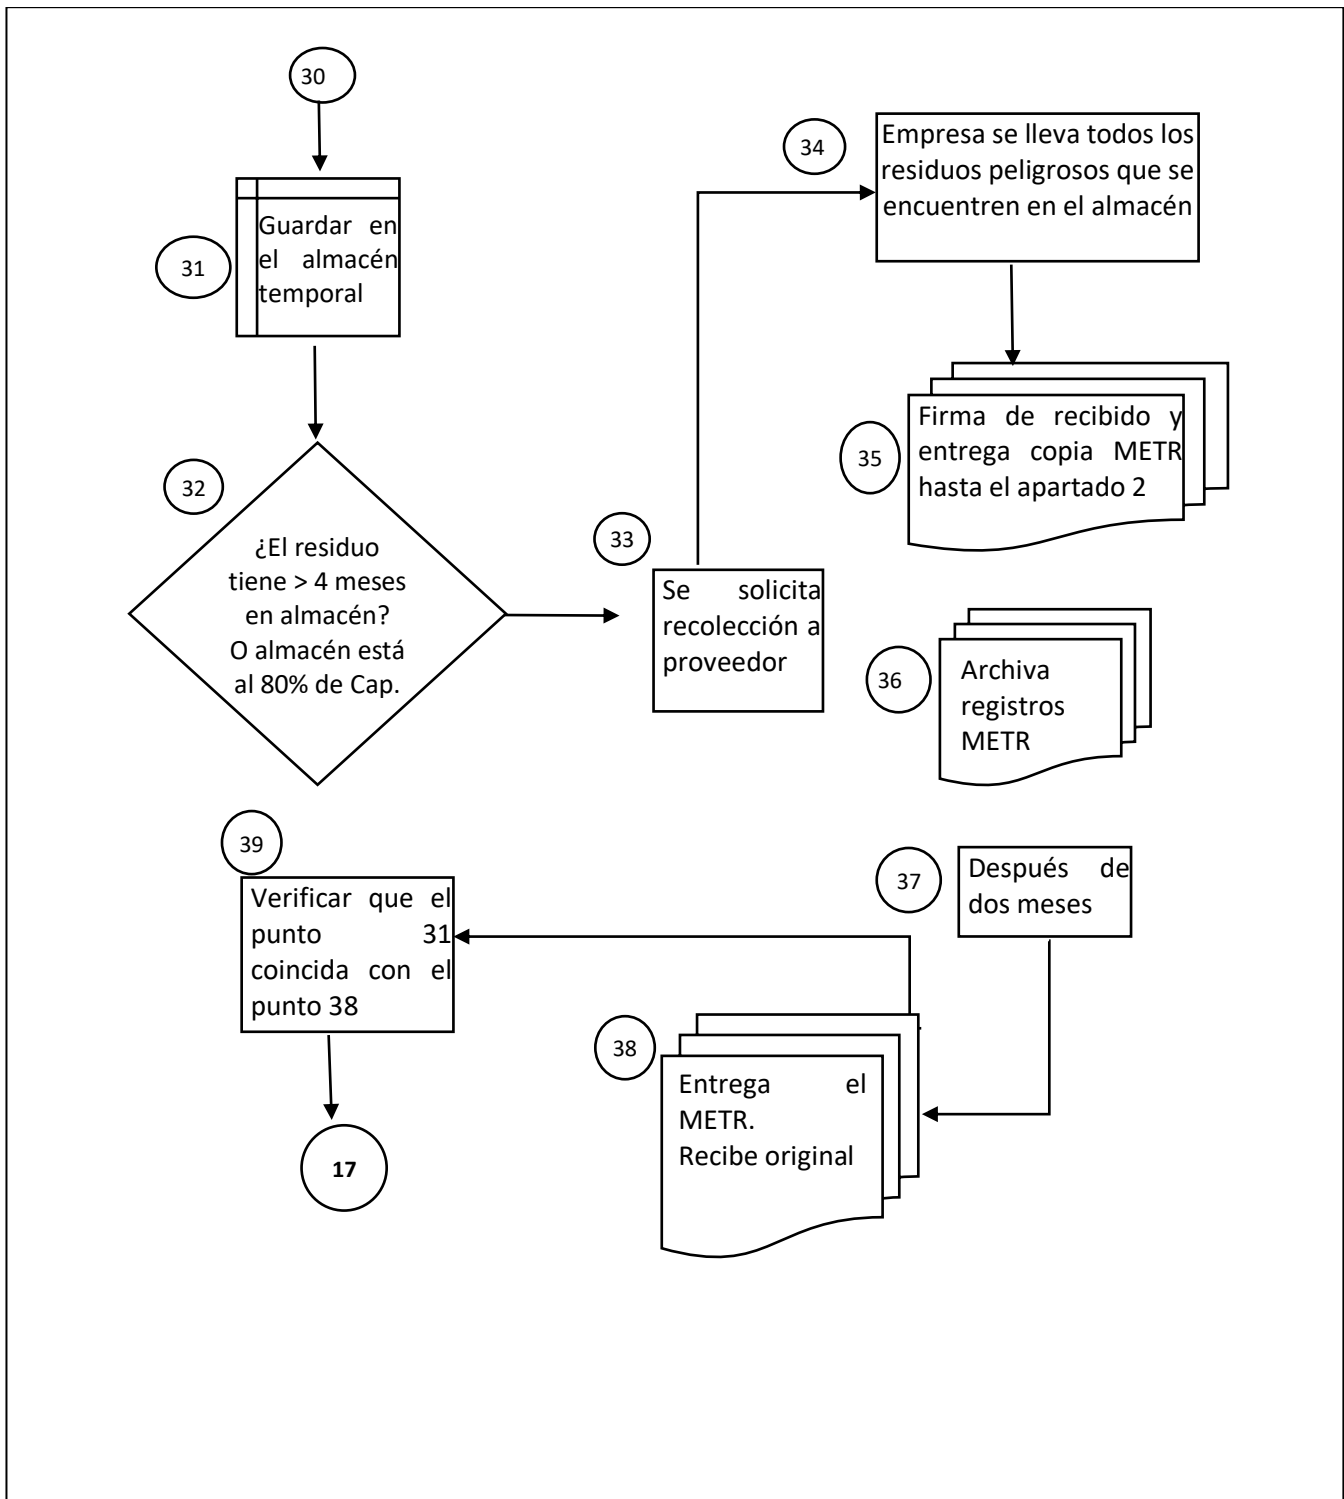 30
31
Guardar en
el almacén
temporal
32
¿El residuo
tiene > 4 meses
en almacén?
O almacén está
al 80% de Cap.
33
Se solicita
recolección a
proveedor
34
Empresa se lleva todos los
residuos peligrosos que se
encuentren en el almacén
35
Firma de recibido y
entrega copia METR
hasta el apartado 2
36
Archiva
registros
METR
37
Después de
dos meses
38
Entrega el
METR.
Recibe original
39
Verificar que el
punto 31
coincida con el
punto 38
17